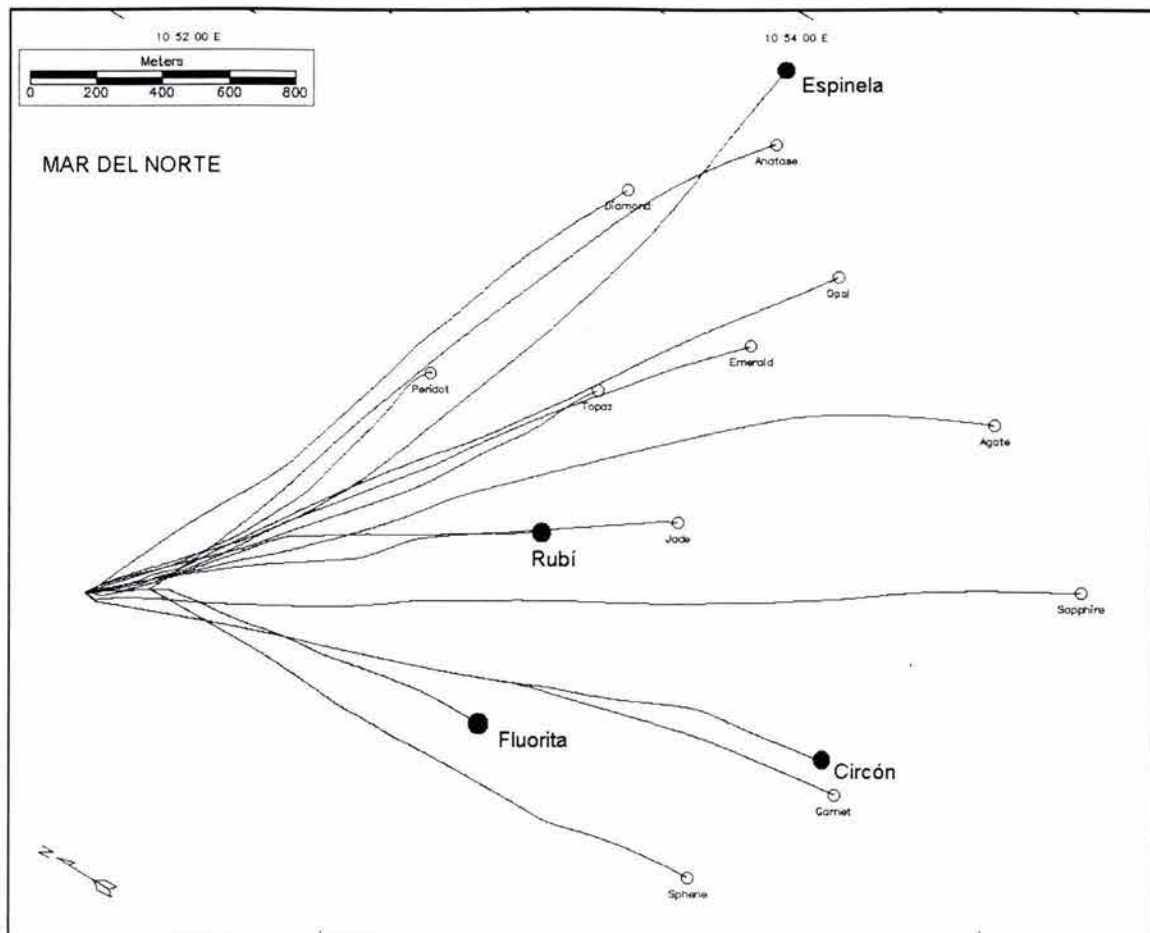 10 52 00 E
10 54 00 E
Meters
0 200 400 600 800
Espinela
MAR DEL NORTE
Anatase
Diamond
Opal
Emerald
Peridot
Topaz
Agate
Rubí
Jade
Sapphire
Fluorita
Circón
Garnet
N
Sphene